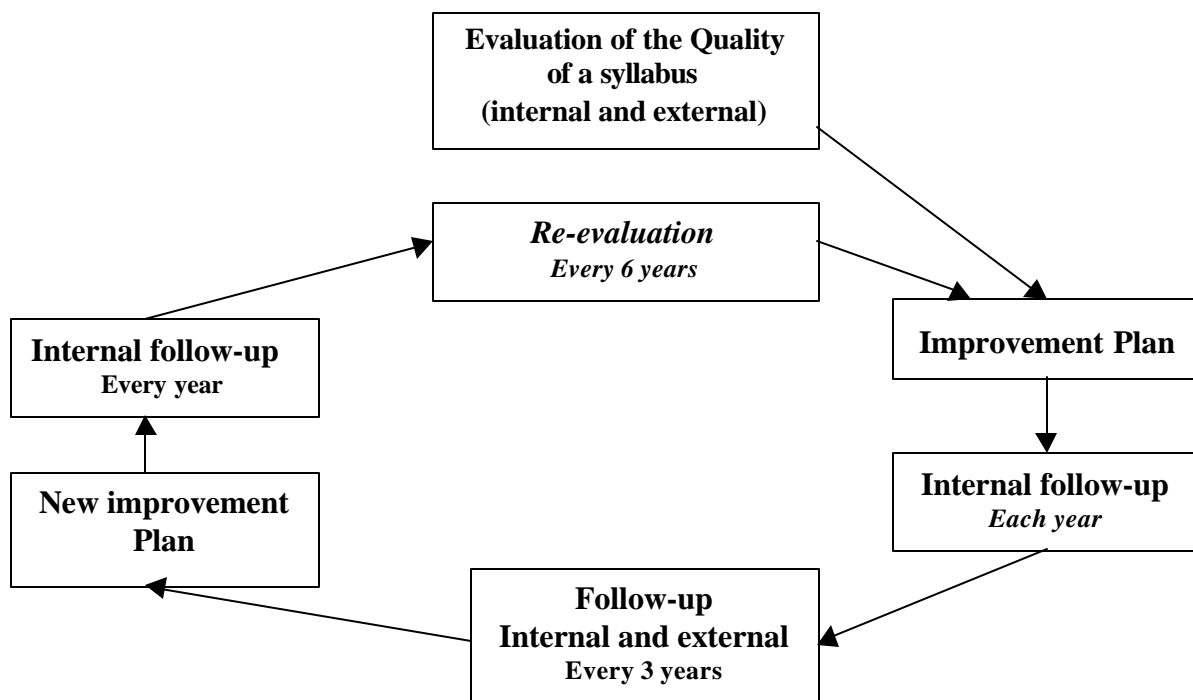 Evaluation of the Quality
of a syllabus
(internal and external)
Re-evaluation
Every 6 years
Improvement Plan
Internal follow-up
Each year
Follow-up
Internal and external
Every 3 years
New improvement
Plan
Internal follow-up
Every year